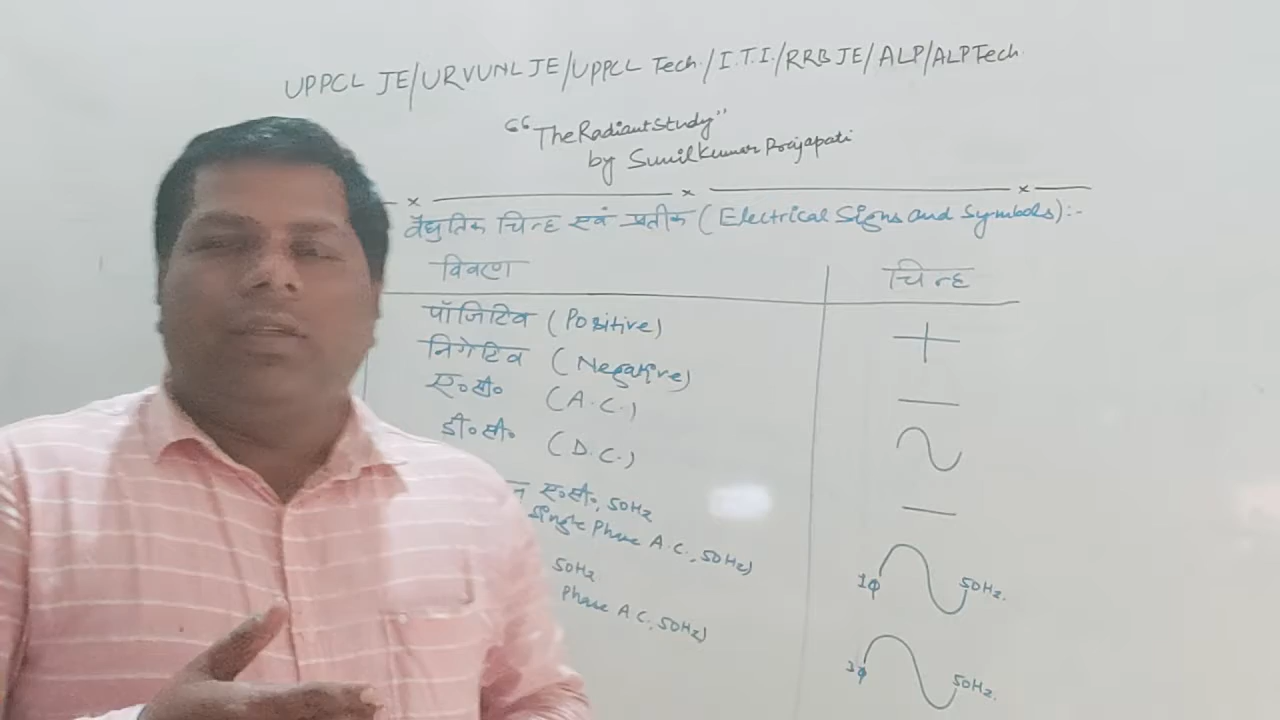 UPPCL JE/URVUNL JE/UPPCL Tech./I.T.I./RRB JE/ALP/ALP Tech.
"The Radiant Study"
by Sunil Kumar Prajapati
वैद्युतिक चिन्ह एवं प्रतीक (Electrical Signs and Symbols):-
विवरण चिन्ह
पॉजिटिव (Positive) +
निगेटिव (Negative) —
ए०सी० (A.C.)
डी०सी० (D.C.) —
ए०सी०, 50Hz
Single Phase A.C., 50Hz) 1φ 50Hz.
50Hz
Phase A.C., 50Hz) 3φ 50Hz.